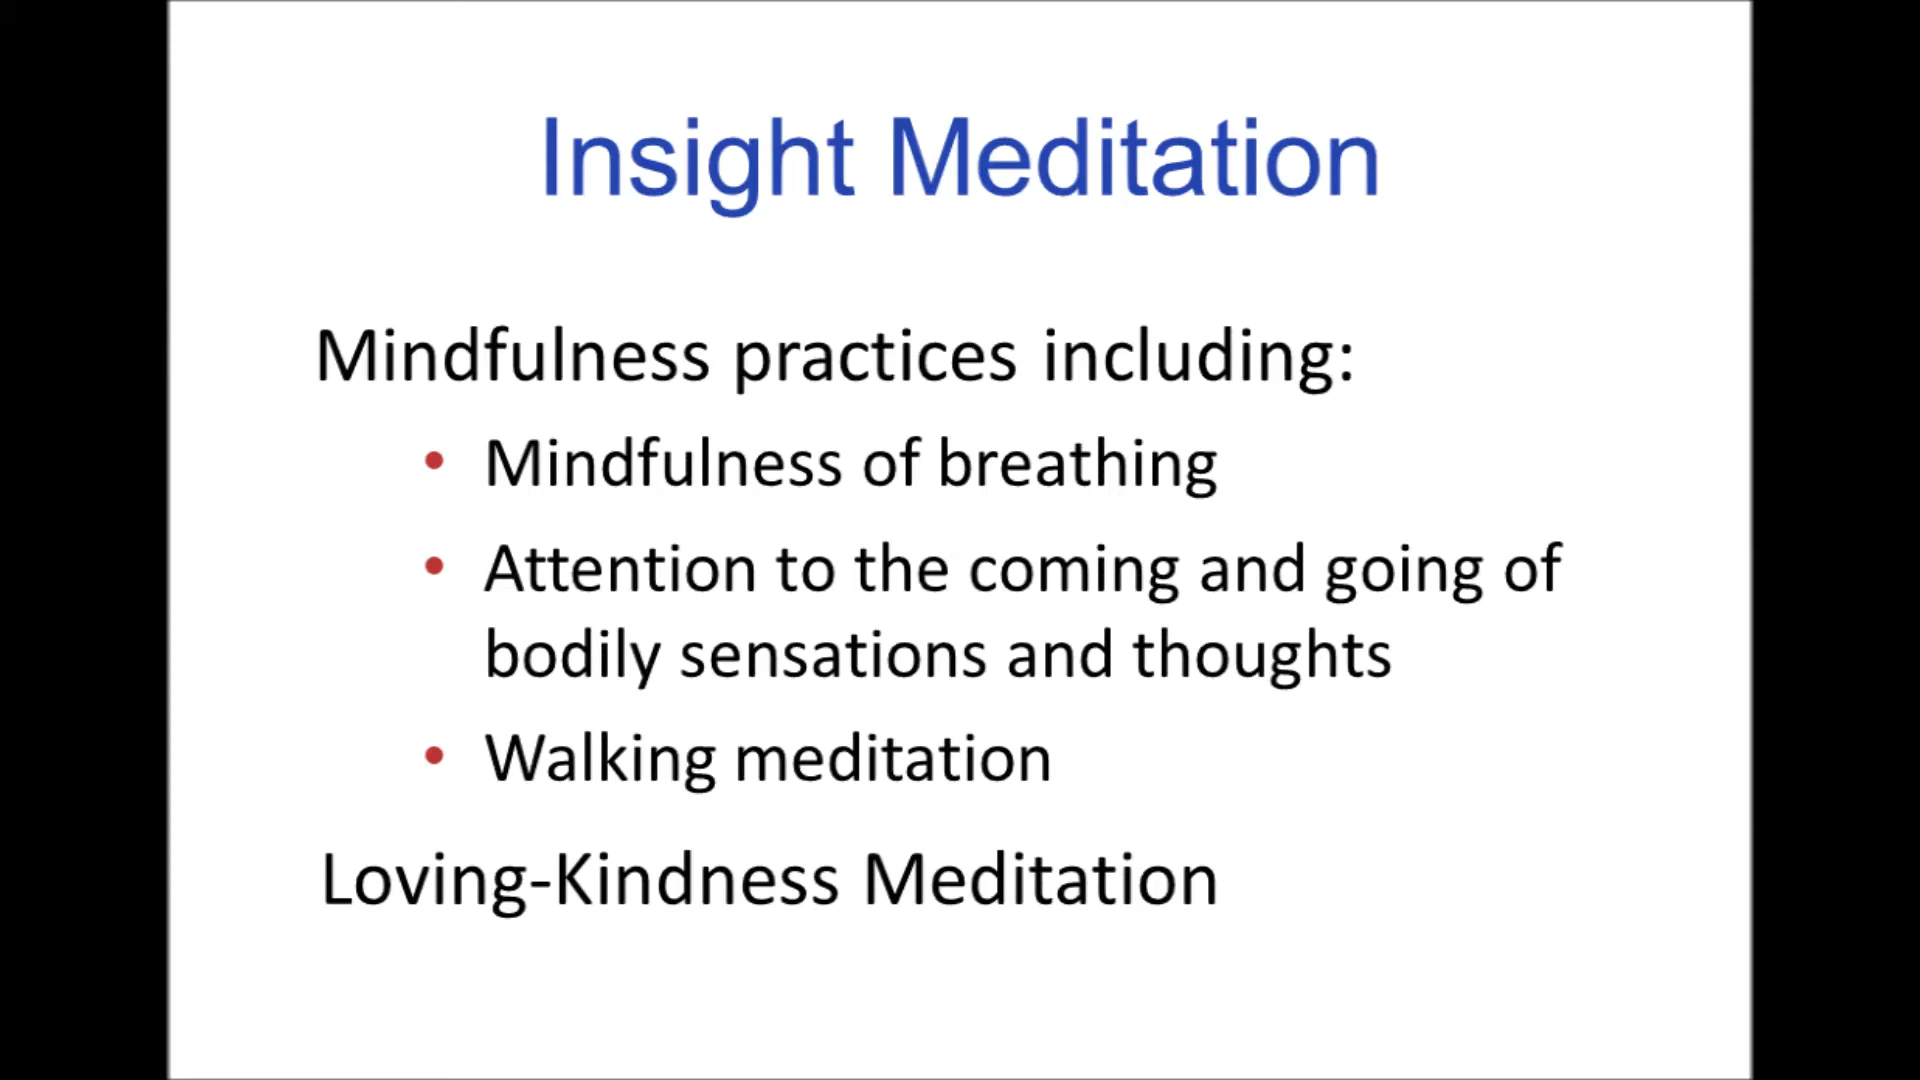 Insight Meditation
Mindfulness practices including:
• Mindfulness of breathing
• Attention to the coming and going of
bodily sensations and thoughts
• Walking meditation
Loving-Kindness Meditation